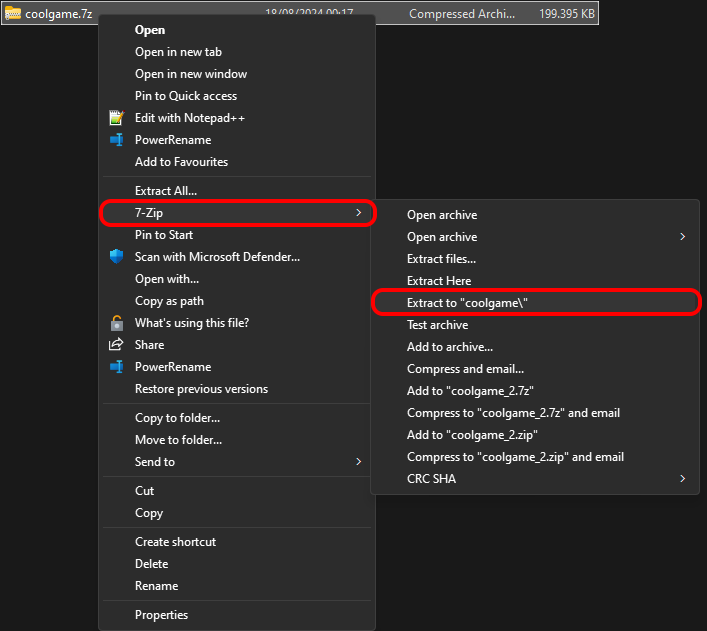 coolgame.7z 18/08/2024 00:17 Compressed Archi... 199.395 KB
Open
Open in new tab
Open in new window
Pin to Quick access
Edit with Notepad++
PowerRename
Add to Favourites
Extract All...
7-Zip
Pin to Start
Scan with Microsoft Defender...
Open with...
Copy as path
What's using this file?
Share
PowerRename
Restore previous versions
Copy to folder...
Move to folder...
Send to
Cut
Copy
Create shortcut
Delete
Rename
Properties
Open archive
Open archive
Extract files...
Extract Here
Extract to "coolgame\"
Test archive
Add to archive...
Compress and email...
Add to "coolgame_2.7z"
Compress to "coolgame_2.7z" and email
Add to "coolgame_2.zip"
Compress to "coolgame_2.zip" and email
CRC SHA